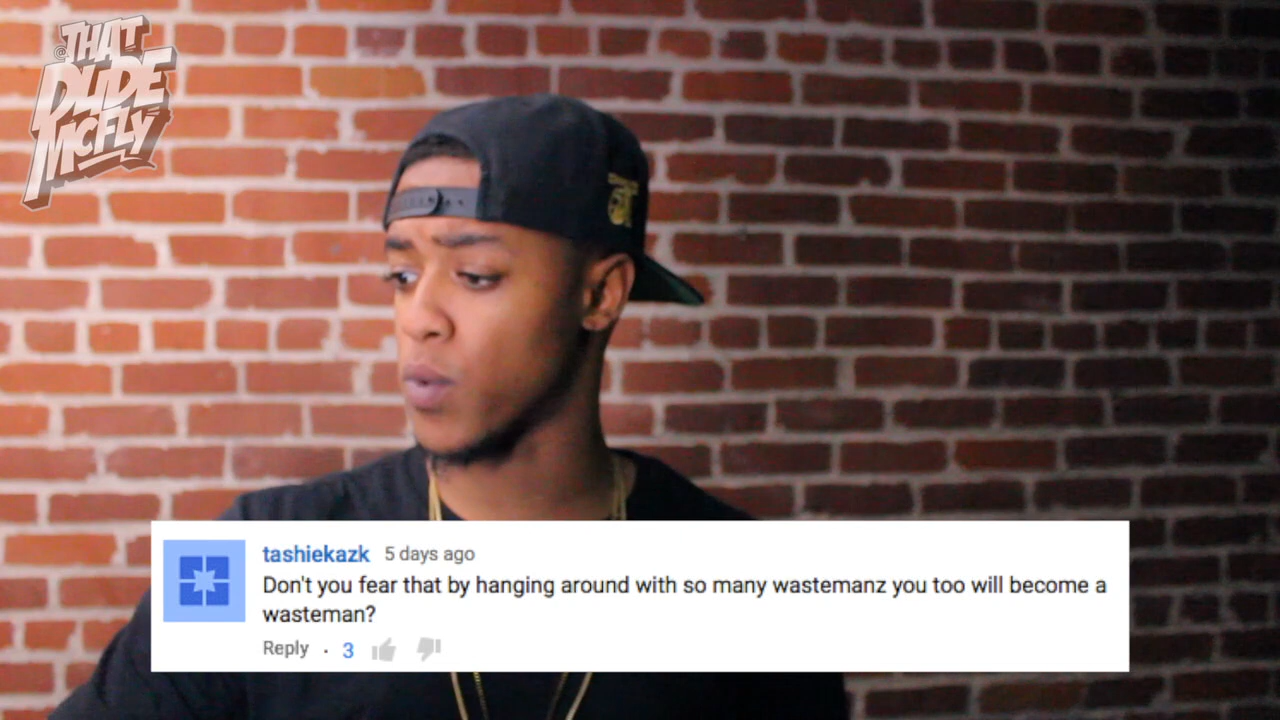 @THAT
DUDE
MCFLY
tashiekazk 5 days ago
Don't you fear that by hanging around with so many wastemanz you too will become a
wasteman?
Reply · 3